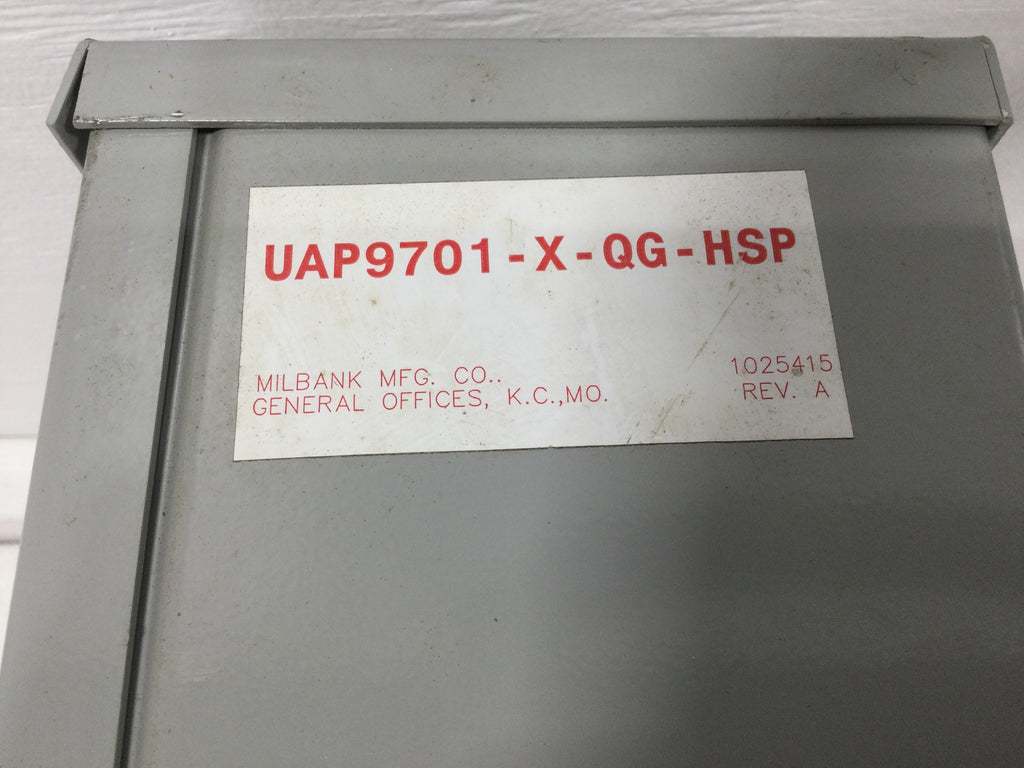 UAP9701-X-QG-HSP
MILBANK MFG. CO.. 1025415
GENERAL OFFICES, K.C.,MO. REV. A